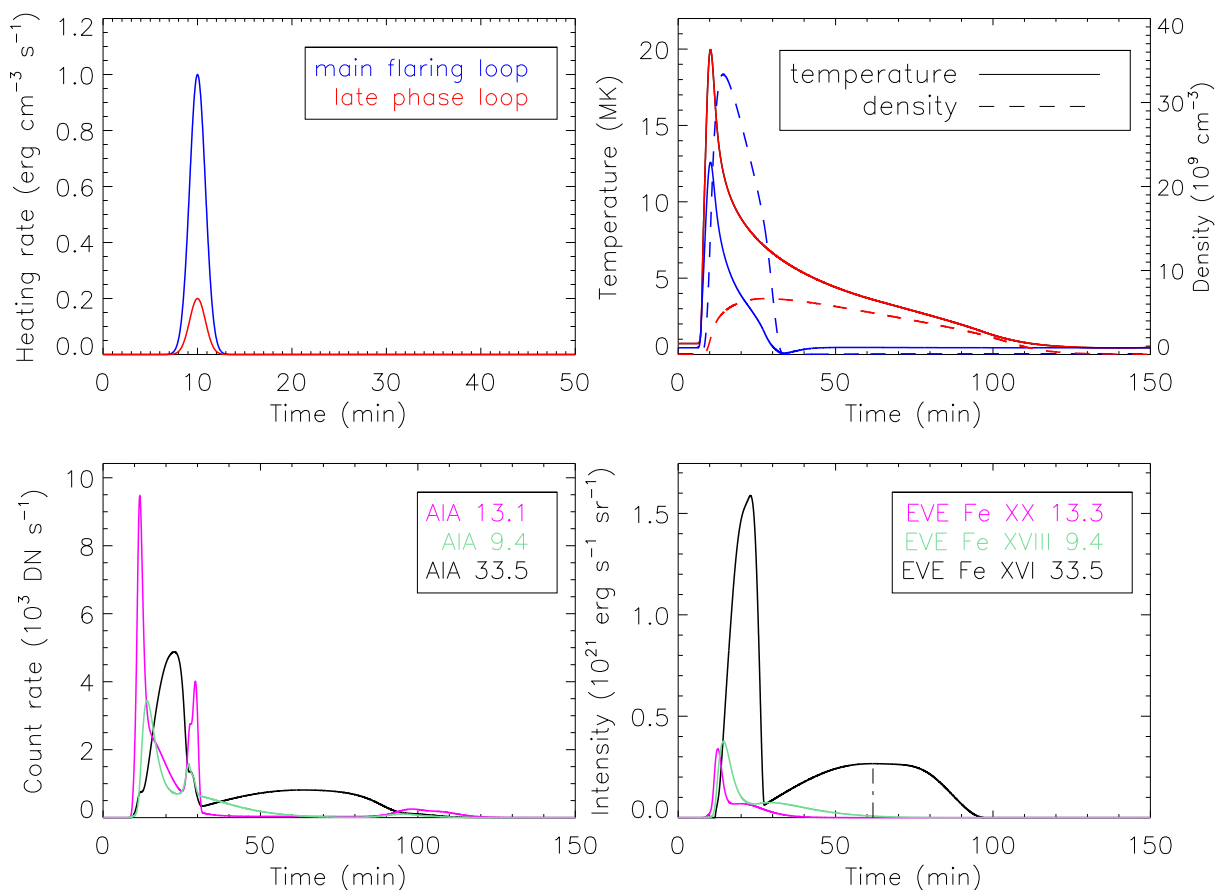 Heating rate (erg cm⁻³ s⁻¹)
1.2
1.0
0.8
0.6
0.4
0.2
0.0
main flaring loop
late phase loop
0 10 20 30 40 50
Time (min)
Temperature (MK)
20
15
10
5
0
temperature
density
40
30
20
10
0
Density (10⁹ cm⁻³)
0 50 100 150
Time (min)
Count rate (10³ DN s⁻¹)
10
8
6
4
2
0
AIA 13.1
AIA 9.4
AIA 33.5
0 50 100 150
Time (min)
Intensity (10²¹ erg s⁻¹ sr⁻¹)
1.5
1.0
0.5
0.0
EVE Fe XX 13.3
EVE Fe XVIII 9.4
EVE Fe XVI 33.5
0 50 100 150
Time (min)